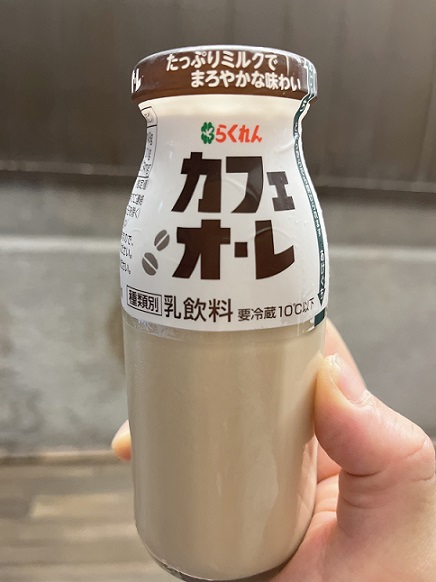 たっぷりミルクで
まろやかな味わい
らくれん
カフェ
オ・レ
種類別 乳飲料 要冷蔵10℃以下